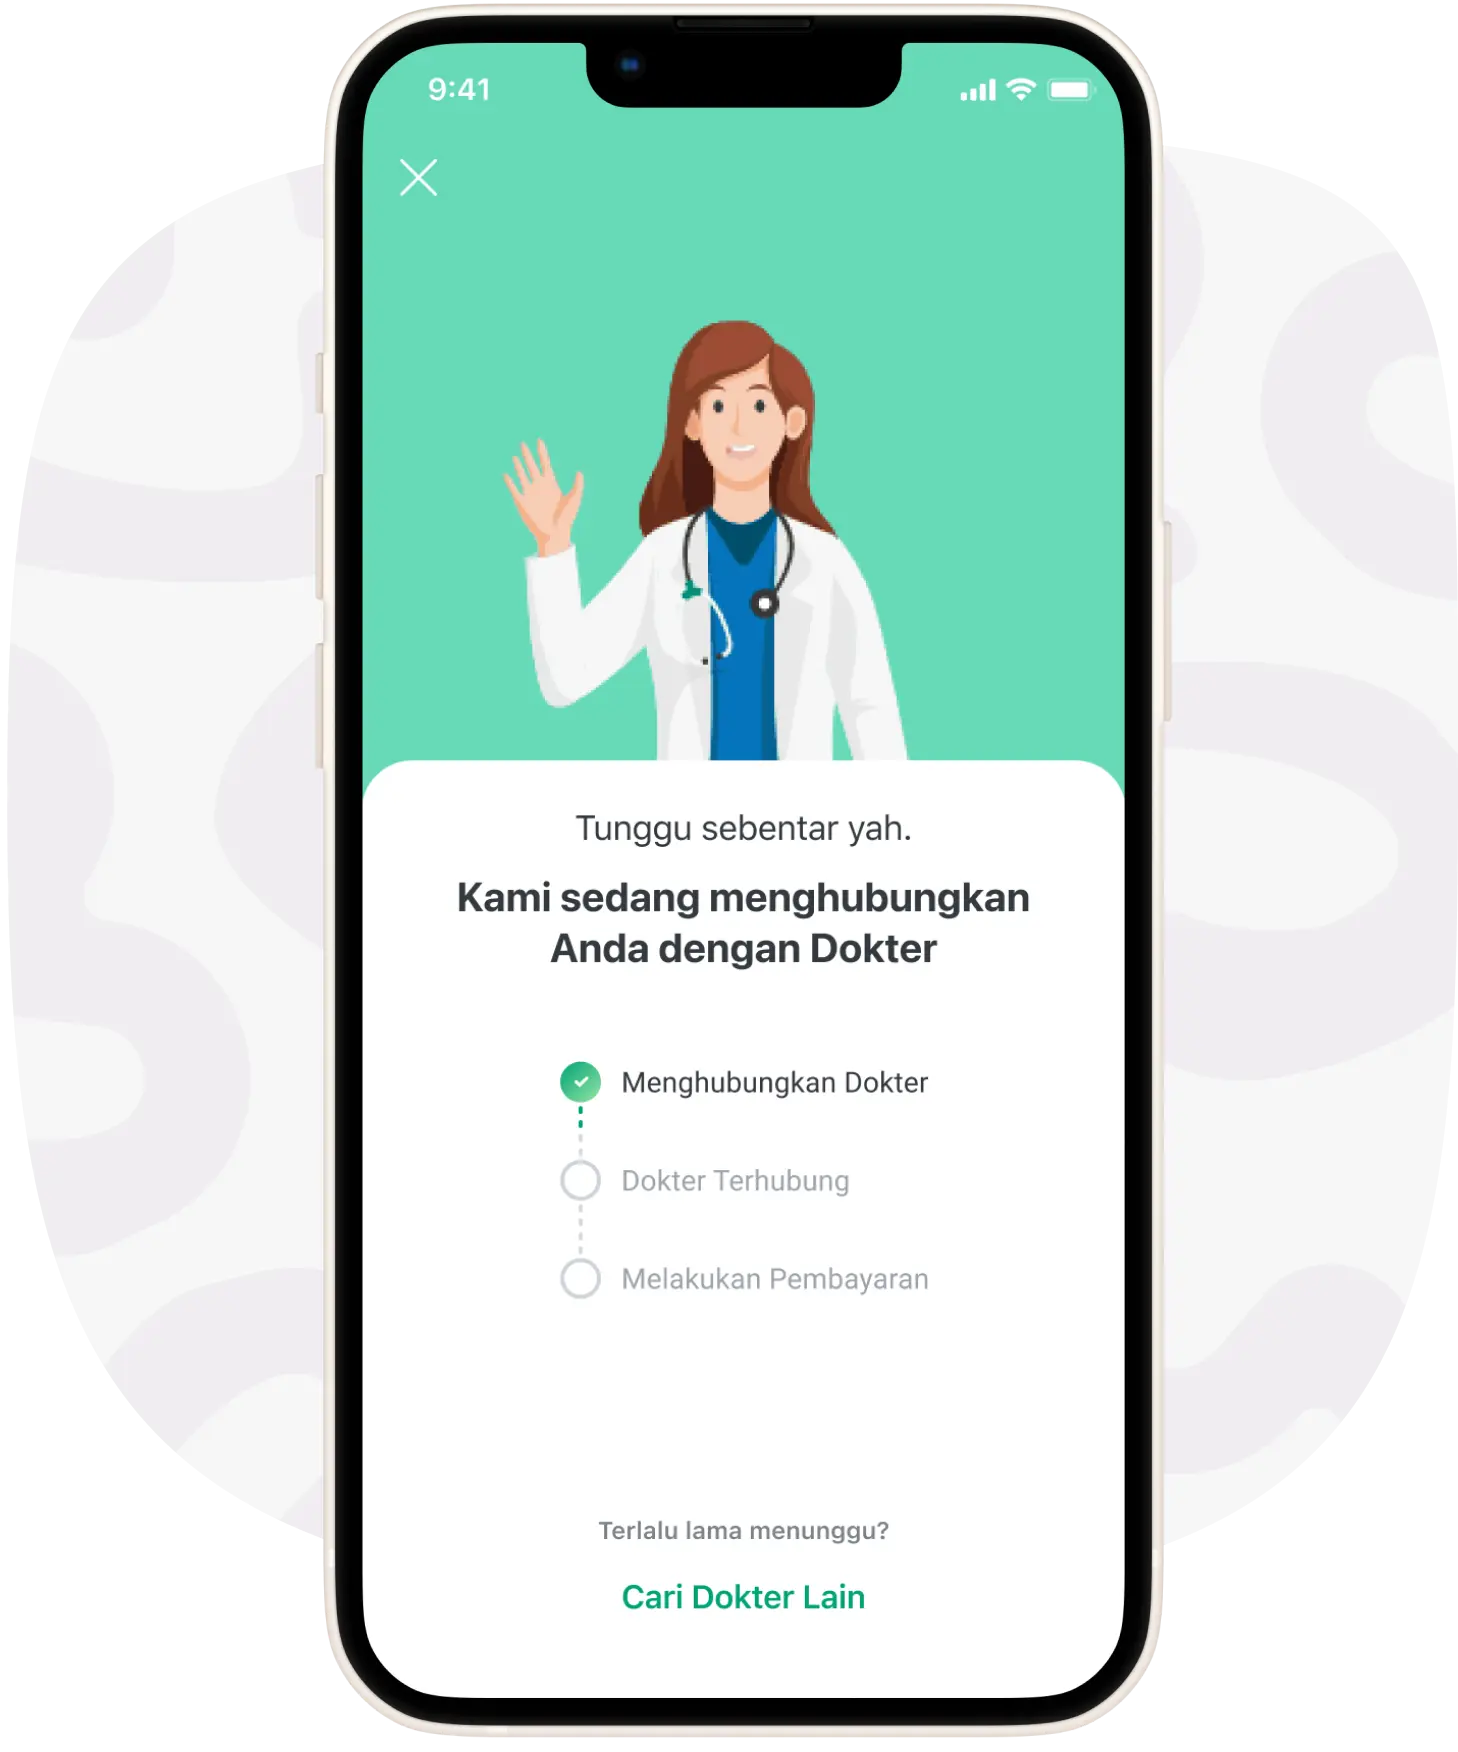 9:41
Tunggu sebentar yah.
Kami sedang menghubungkan
Anda dengan Dokter
Menghubungkan Dokter
Dokter Terhubung
Melakukan Pembayaran
Terlalu lama menunggu?
Cari Dokter Lain